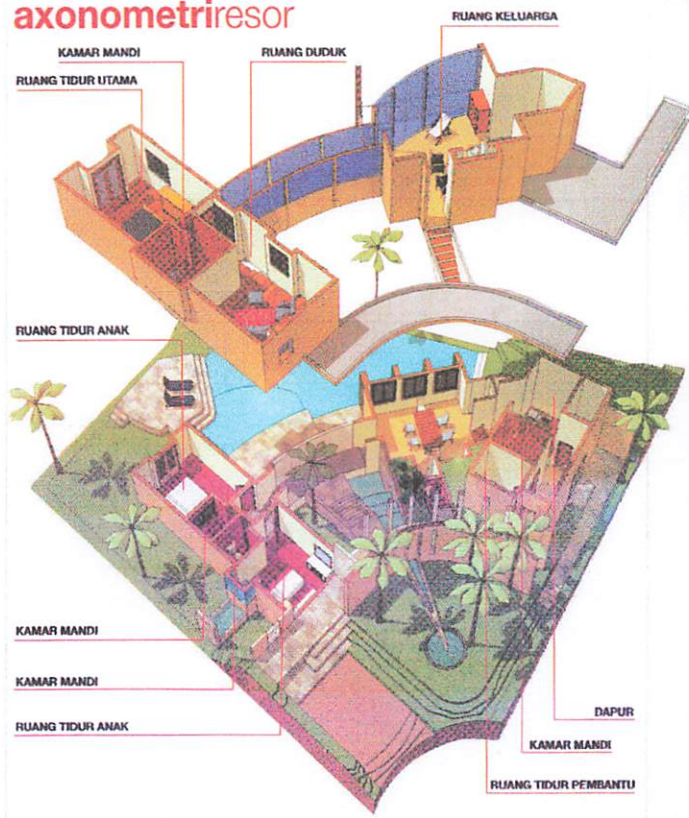 axonometriresor
RUANG KELUARGA
KAMAR MANDI
RUANG DUDUK
RUANG TIDUR UTAMA
RUANG TIDUR ANAK
KAMAR MANDI
KAMAR MANDI
RUANG TIDUR ANAK
DAPUR
KAMAR MANDI
RUANG TIDUR PEMBANTU